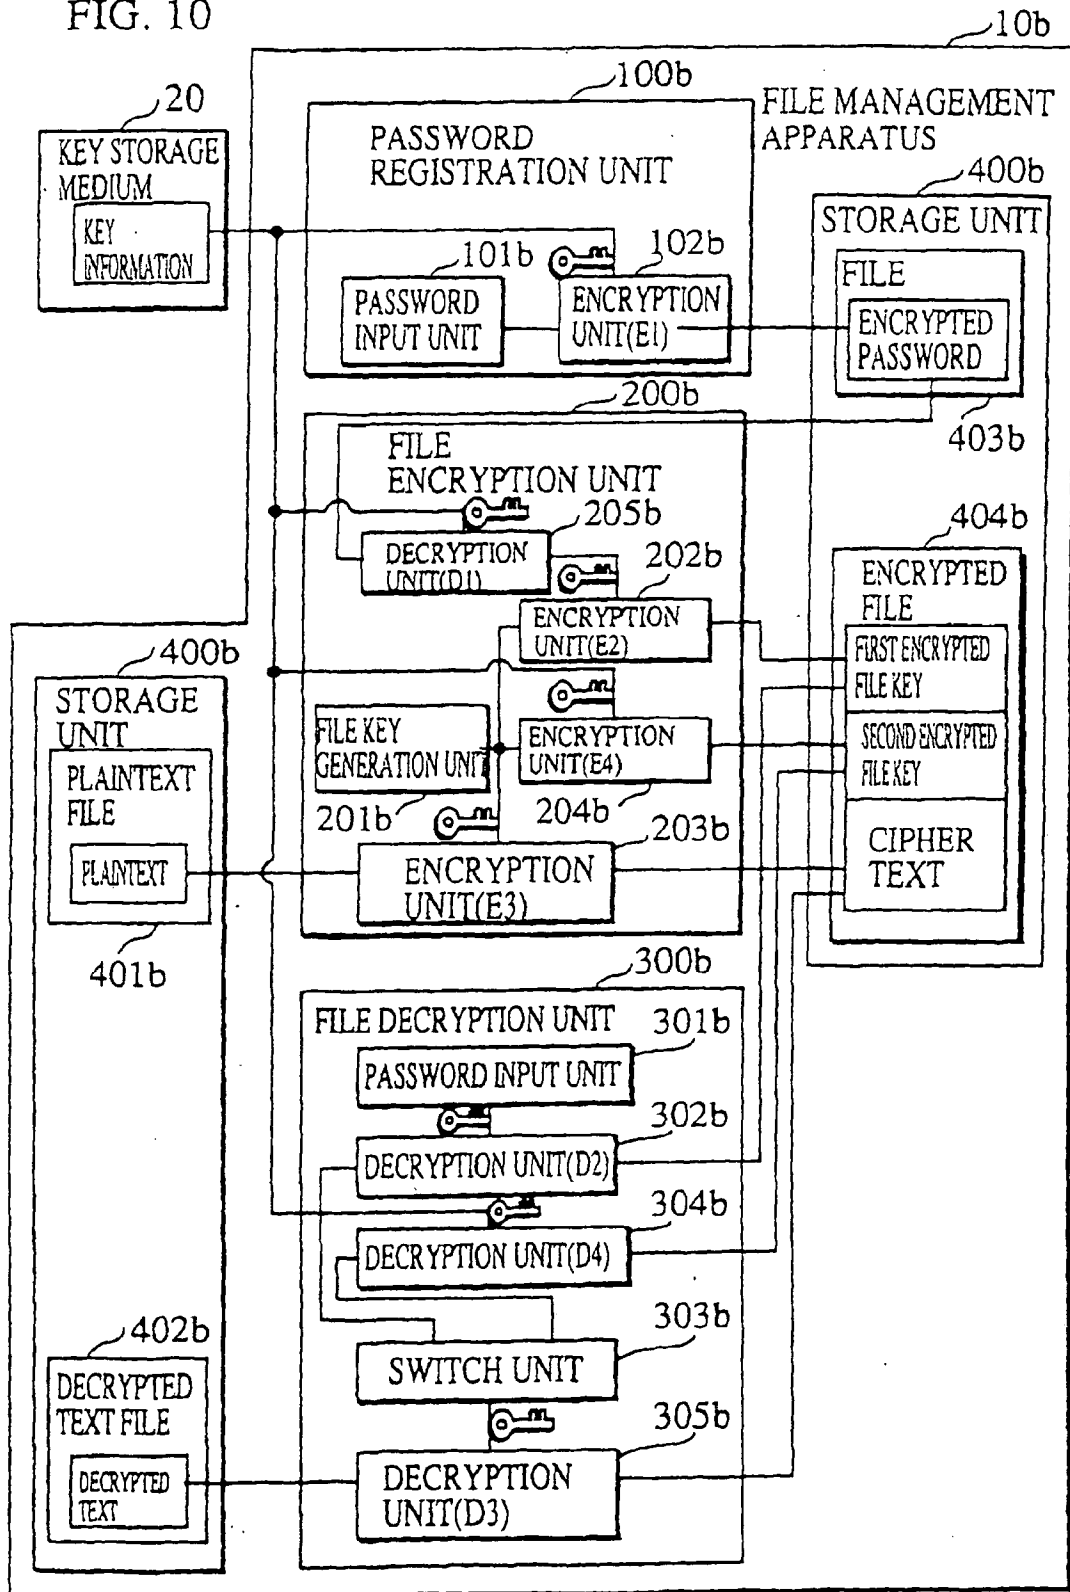 FIG. 10
10b
20
KEY STORAGE
MEDIUM
KEY
INFORMATION
100b
PASSWORD
REGISTRATION UNIT
101b
PASSWORD
INPUT UNIT
102b
ENCRYPTION
UNIT(E1)
FILE MANAGEMENT
APPARATUS
400b
STORAGE UNIT
FILE
ENCRYPTED
PASSWORD
403b
200b
FILE
ENCRYPTION UNIT
205b
DECRYPTION
UNIT(D1)
202b
ENCRYPTION
UNIT(E2)
FILE KEY
GENERATION UNIT
201b
ENCRYPTION
UNIT(E4)
204b
203b
ENCRYPTION
UNIT(E3)
404b
ENCRYPTED
FILE
FIRST ENCRYPTED
FILE KEY
SECOND ENCRYPTED
FILE KEY
CIPHER
TEXT
400b
STORAGE
UNIT
PLAINTEXT
FILE
PLAINTEXT
401b
300b
FILE DECRYPTION UNIT
301b
PASSWORD INPUT UNIT
302b
DECRYPTION UNIT(D2)
304b
DECRYPTION UNIT(D4)
303b
SWITCH UNIT
305b
DECRYPTION
UNIT(D3)
402b
DECRYPTED
TEXT FILE
DECRYPTED
TEXT